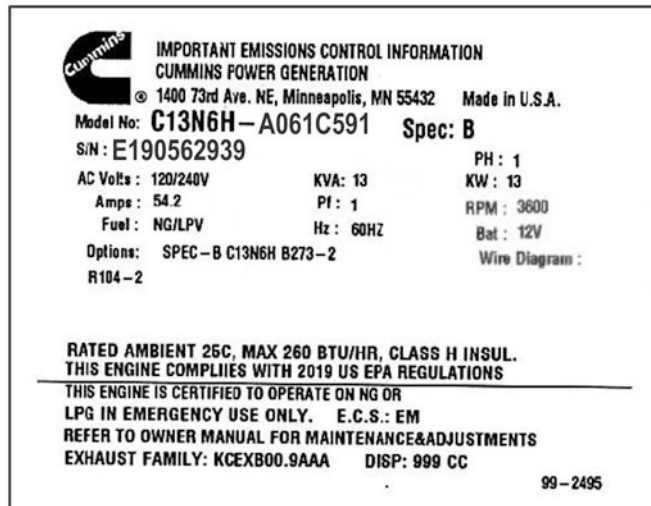 Cummins
IMPORTANT EMISSIONS CONTROL INFORMATION
CUMMINS POWER GENERATION
® 1400 73rd Ave. NE, Minneapolis, MN 55432 Made in U.S.A.
Model No: C13N6H-A061C591 Spec: B
S/N: E190562939 PH: 1
AC Volts: 120/240V KVA: 13 KW: 13
Amps: 54.2 Pf: 1 RPM: 3600
Fuel: NG/LPV Hz: 60HZ Bat: 12V
Options: SPEC-B C13N6H B273-2 Wire Diagram:
R104-2
RATED AMBIENT 25C, MAX 260 BTU/HR, CLASS H INSUL.
THIS ENGINE COMPLIIES WITH 2019 US EPA REGULATIONS
THIS ENGINE IS CERTIFIED TO OPERATE ON NG OR
LPG IN EMERGENCY USE ONLY. E.C.S.: EM
REFER TO OWNER MANUAL FOR MAINTENANCE&ADJUSTMENTS
EXHAUST FAMILY: KCEXB00.9AAA DISP: 999 CC
99-2495